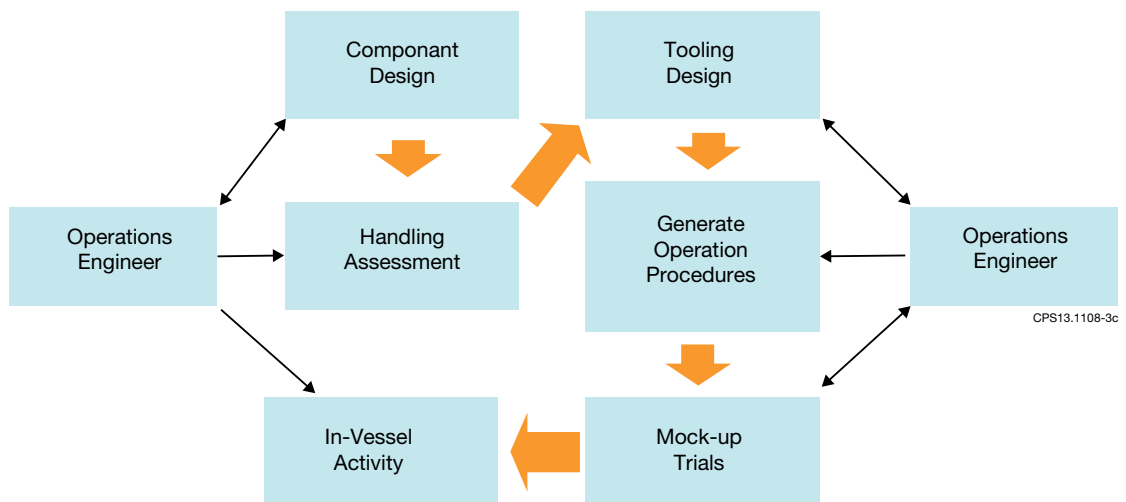 Componant
Design
Tooling
Design
Operations
Engineer
Handling
Assessment
Generate
Operation
Procedures
Operations
Engineer
CPS13.1108-3c
In-Vessel
Activity
Mock-up
Trials